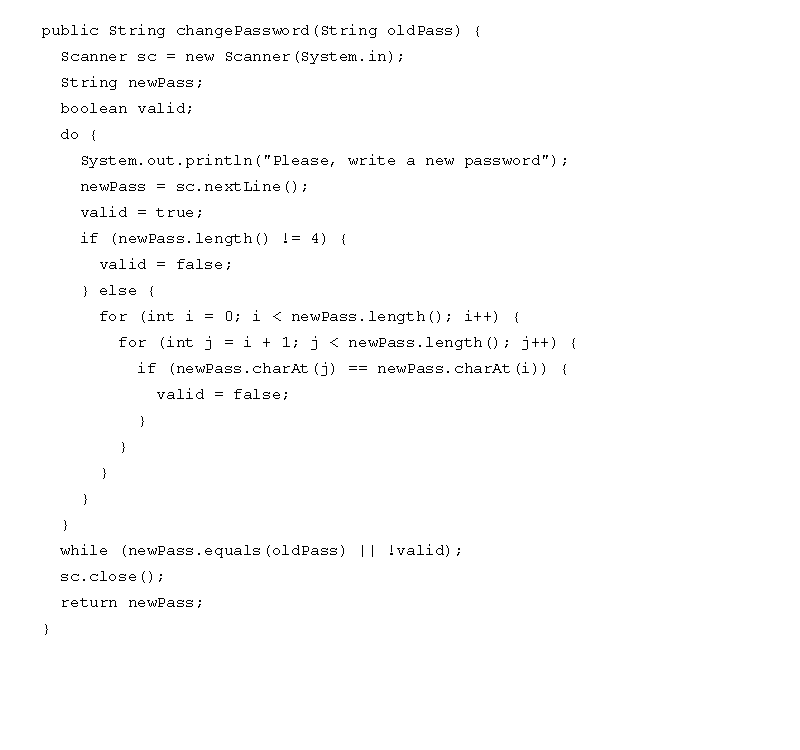 public String changePassword(String oldPass) {
  Scanner sc = new Scanner(System.in);
  String newPass;
  boolean valid;
  do {
    System.out.println("Please, write a new password");
    newPass = sc.nextLine();
    valid = true;
    if (newPass.length() != 4) {
      valid = false;
    } else {
      for (int i = 0; i < newPass.length(); i++) {
        for (int j = i + 1; j < newPass.length(); j++) {
          if (newPass.charAt(j) == newPass.charAt(i)) {
            valid = false;
          }
        }
      }
    }
  }
  while (newPass.equals(oldPass) || !valid);
  sc.close();
  return newPass;
}